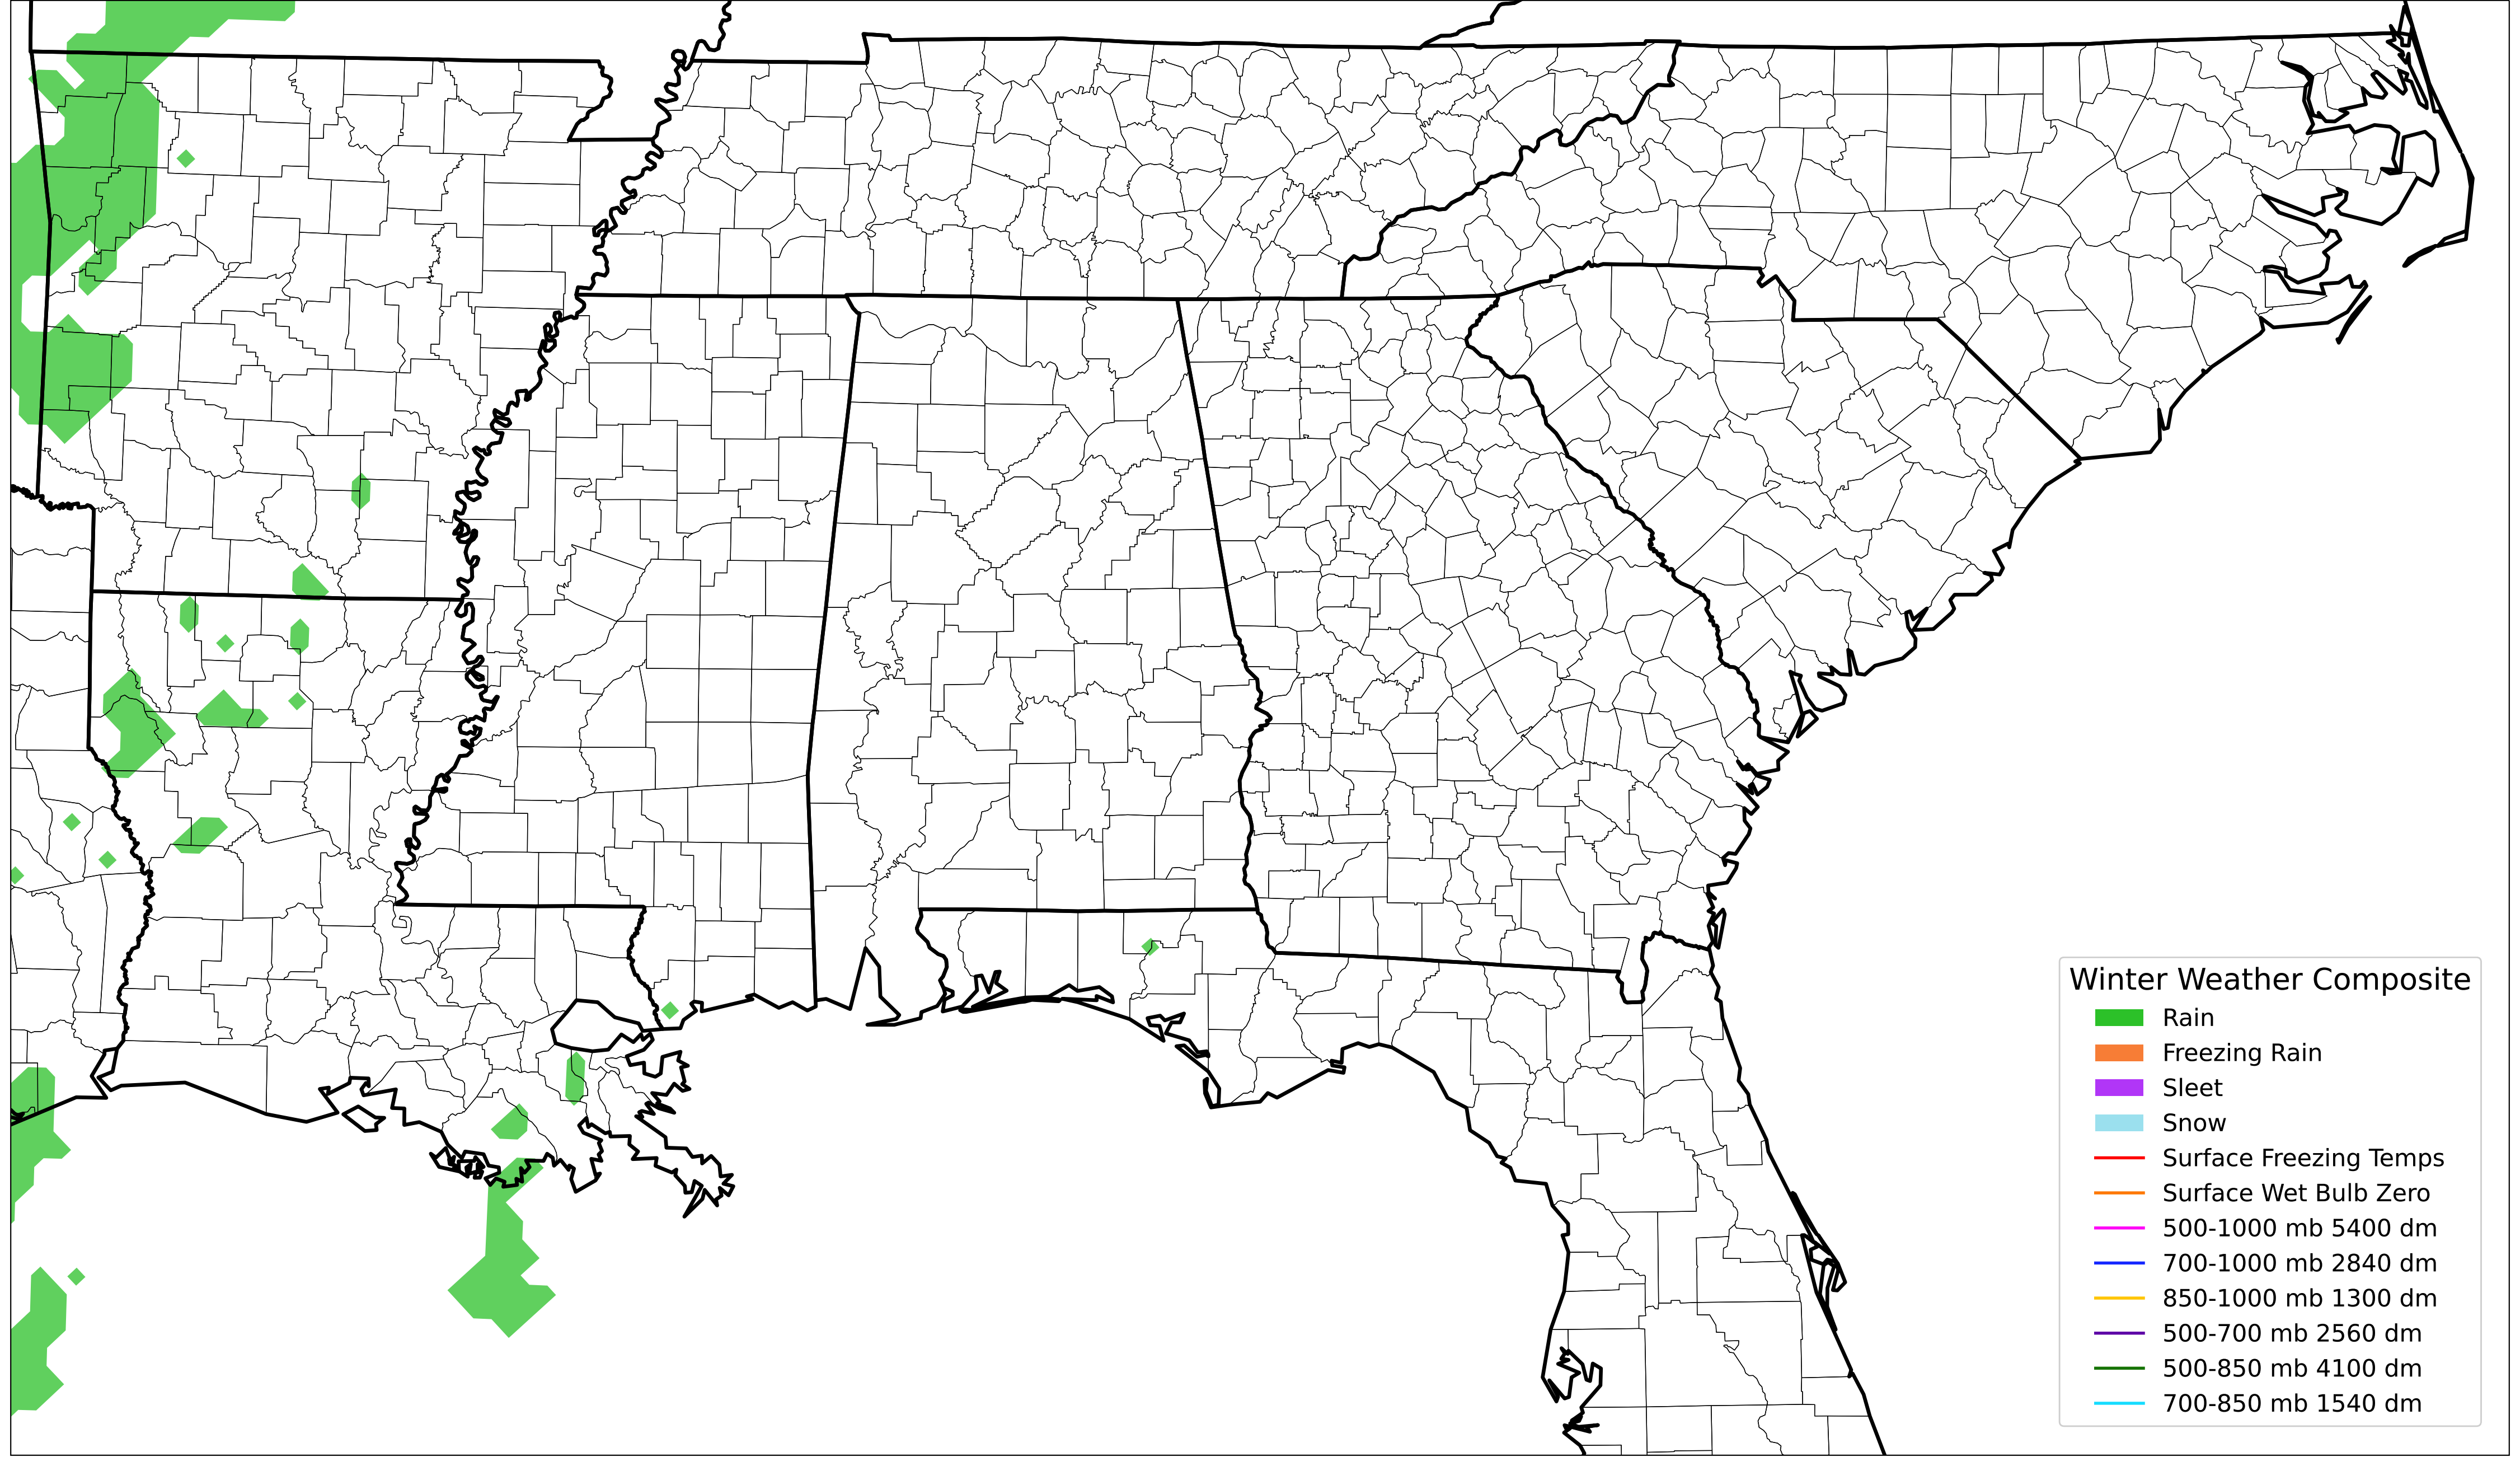 Winter Weather Composite
Rain
Freezing Rain
Sleet
Snow
Surface Freezing Temps
Surface Wet Bulb Zero
500-1000 mb 5400 dm
700-1000 mb 2840 dm
850-1000 mb 1300 dm
500-700 mb 2560 dm
500-850 mb 4100 dm
700-850 mb 1540 dm